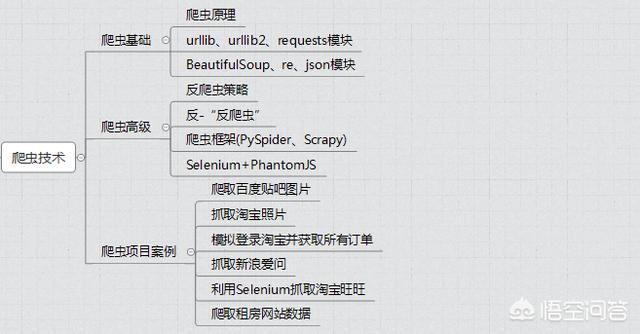 爬虫技术
爬虫基础
爬虫原理
urllib、urllib2、requests模块
BeautifulSoup、re、json模块
爬虫高级
反爬虫策略
反-“反爬虫”
爬虫框架(PySpider、Scrapy)
Selenium+PhantomJS
爬虫项目案例
爬取百度贴吧图片
抓取淘宝照片
模拟登录淘宝并获取所有订单
抓取新浪爱问
利用Selenium抓取淘宝旺旺
爬取租房网站数据
悟空问答